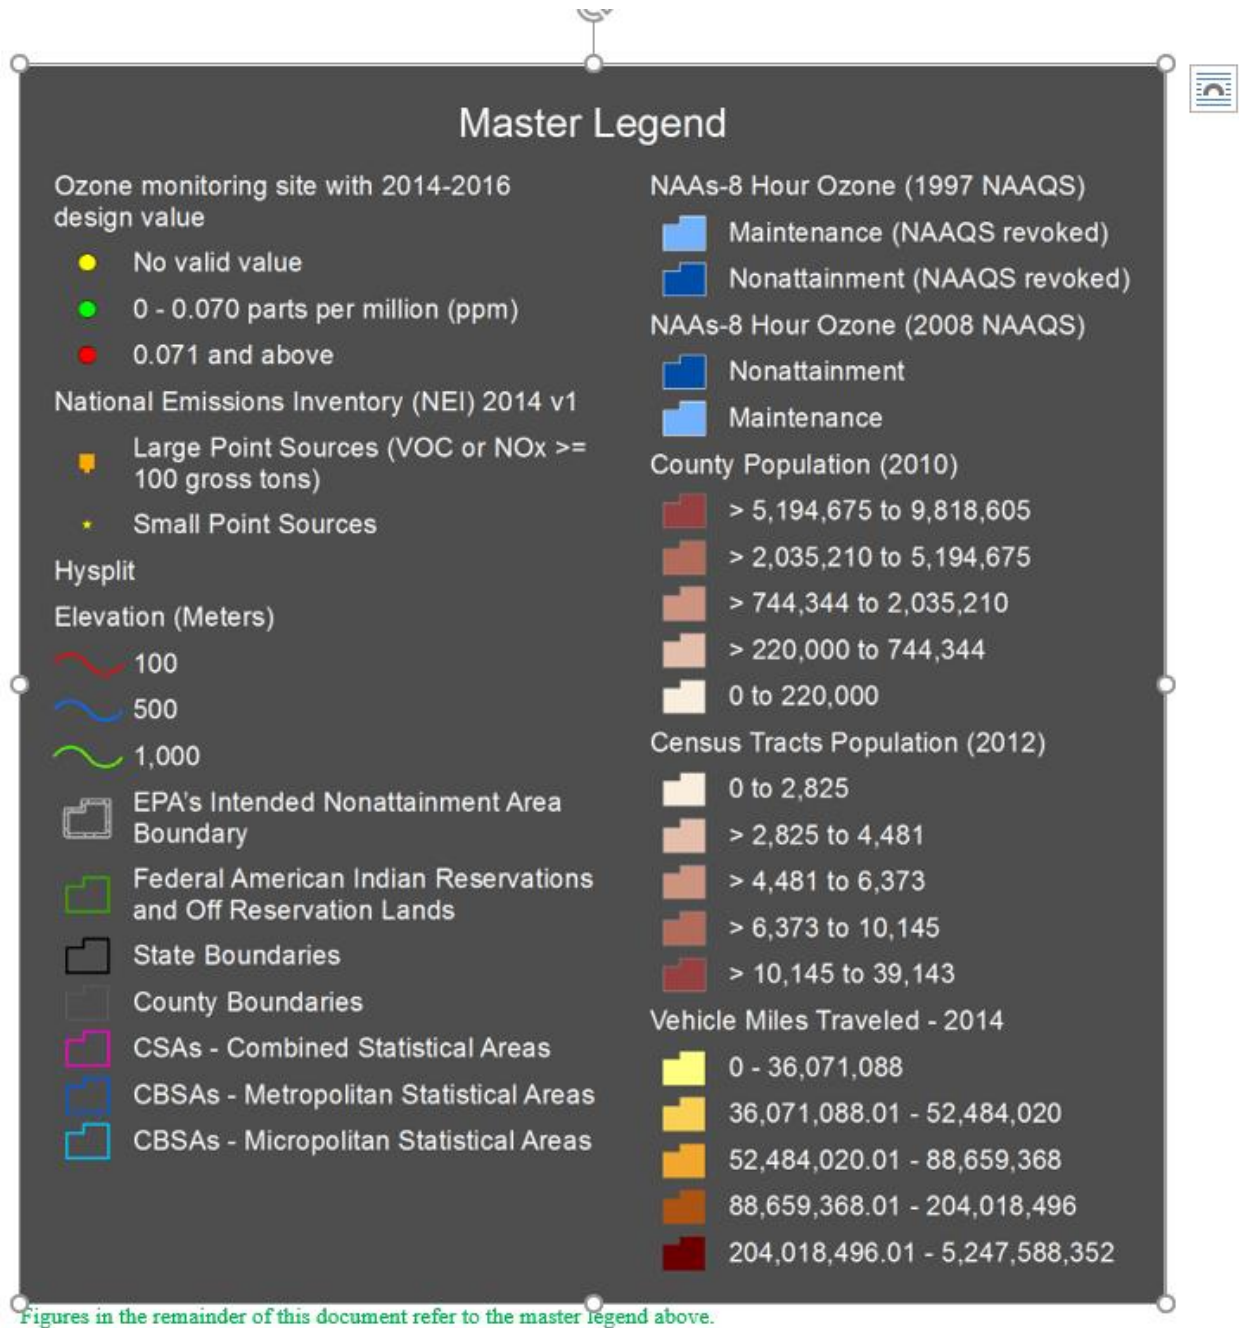 Master Legend
Ozone monitoring site with 2014-2016
design value
No valid value
0 - 0.070 parts per million (ppm)
0.071 and above
National Emissions Inventory (NEI) 2014 v1
Large Point Sources (VOC or NOx >=
100 gross tons)
Small Point Sources
Hysplit
Elevation (Meters)
100
500
1,000
EPA's Intended Nonattainment Area
Boundary
Federal American Indian Reservations
and Off Reservation Lands
State Boundaries
County Boundaries
CSAs - Combined Statistical Areas
CBSAs - Metropolitan Statistical Areas
CBSAs - Micropolitan Statistical Areas
NAAs-8 Hour Ozone (1997 NAAQS)
Maintenance (NAAQS revoked)
Nonattainment (NAAQS revoked)
NAAs-8 Hour Ozone (2008 NAAQS)
Nonattainment
Maintenance
County Population (2010)
> 5,194,675 to 9,818,605
> 2,035,210 to 5,194,675
> 744,344 to 2,035,210
> 220,000 to 744,344
0 to 220,000
Census Tracts Population (2012)
0 to 2,825
> 2,825 to 4,481
> 4,481 to 6,373
> 6,373 to 10,145
> 10,145 to 39,143
Vehicle Miles Traveled - 2014
0 - 36,071,088
36,071,088.01 - 52,484,020
52,484,020.01 - 88,659,368
88,659,368.01 - 204,018,496
204,018,496.01 - 5,247,588,352
Figures in the remainder of this document refer to the master legend above.